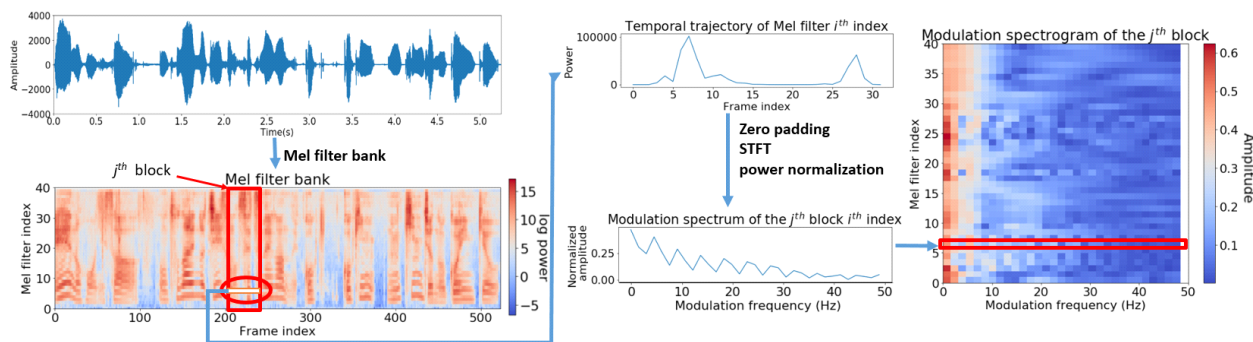 4000
2000
0
−2000
−4000
Amplitude
0.0 0.5 1.0 1.5 2.0 2.5 3.0 3.5 4.0 4.5 5.0
Time(s)
Mel filter bank
jth block
Mel filter bank
40
30
20
10
0
Mel filter index
0 100 200 300 400 500
Frame index
15
10
5
0
−5
log power
Temporal trajectory of Mel filter ith index
100000
0
Power
0 5 10 15 20 25 30
Frame index
Zero padding
STFT
power normalization
Modulation spectrum of the jth block ith index
0.25
0.00
Normalized
amplitude
0 10 20 30 40 50
Modulation frequency (Hz)
Modulation spectrogram of the jth block
40
35
30
25
20
15
10
5
0
Mel filter index
0 10 20 30 40 50
Modulation frequency (Hz)
0.6
0.5
0.4
0.3
0.2
0.1
Amplitude